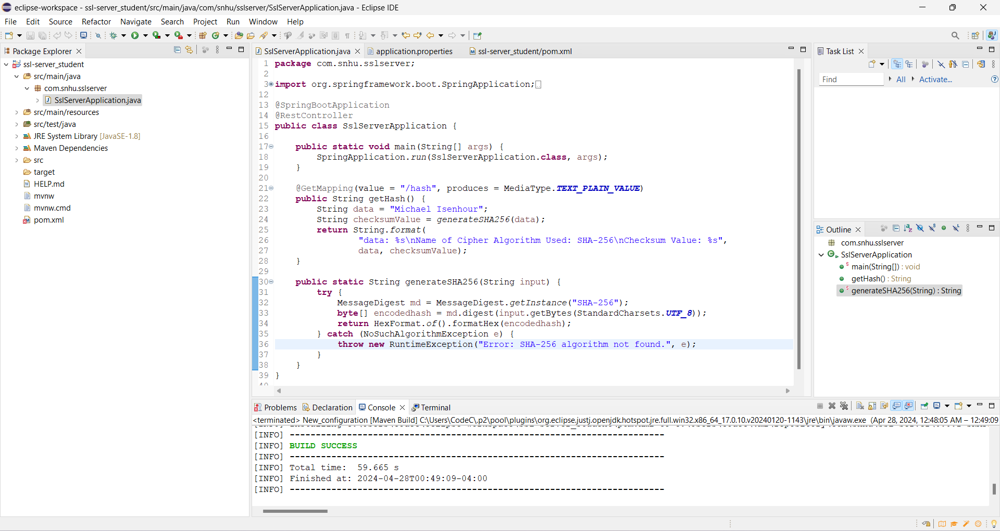 eclipse-workspace - ssl-server_student/src/main/java/com/snhu/sslserver/SslServerApplication.java - Eclipse IDE
File Edit Source Refactor Navigate Search Project Run Window Help
Package Explorer
ssl-server_student
src/main/java
com.snhu.sslserver
SslServerApplication.java
src/main/resources
src/test/java
JRE System Library [JavaSE-1.8]
Maven Dependencies
src
target
HELP.md
mvnw
mvnw.cmd
pom.xml
SslServerApplication.java application.properties ssl-server_student/pom.xml
1 package com.snhu.sslserver;
2
3 import org.springframework.boot.SpringApplication;
12
13 @SpringBootApplication
14 @RestController
15 public class SslServerApplication {
16
17 public static void main(String[] args) {
18 SpringApplication.run(SslServerApplication.class, args);
19 }
20
21 @GetMapping(value = "/hash", produces = MediaType.TEXT_PLAIN_VALUE)
22 public String getHash() {
23 String data = "Michael Isenhour";
24 String checksumValue = generateSHA256(data);
25 return String.format(
26 "data: %s\nName of Cipher Algorithm Used: SHA-256\nChecksum Value: %s",
27 data, checksumValue);
28 }
29
30 public static String generateSHA256(String input) {
31 try {
32 MessageDigest md = MessageDigest.getInstance("SHA-256");
33 byte[] encodedhash = md.digest(input.getBytes(StandardCharsets.UTF_8));
34 return HexFormat.of().formatHex(encodedhash);
35 } catch (NoSuchAlgorithmException e) {
36 throw new RuntimeException("Error: SHA-256 algorithm not found.", e);
37 }
38 }
39 }
40
Task List
Find All Activate...
Outline
com.snhu.sslserver
SslServerApplication
main(String[]) : void
getHash() : String
generateSHA256(String) : String
Problems Declaration Console Terminal
<terminated> New_configuration [Maven Build] C:\Users\CodeC\.p2\pool\plugins\org.eclipse.justj.openjdk.hotspot.jre.full.win32.x86_64_17.0.10.v20240120-1143\jre\bin\javaw.exe (Apr 28, 2024, 12:48:05 AM – 12:49:09
[INFO] ------------------------------------------------------------------------
[INFO] BUILD SUCCESS
[INFO] ------------------------------------------------------------------------
[INFO] Total time: 59.665 s
[INFO] Finished at: 2024-04-28T00:49:09-04:00
[INFO] ------------------------------------------------------------------------